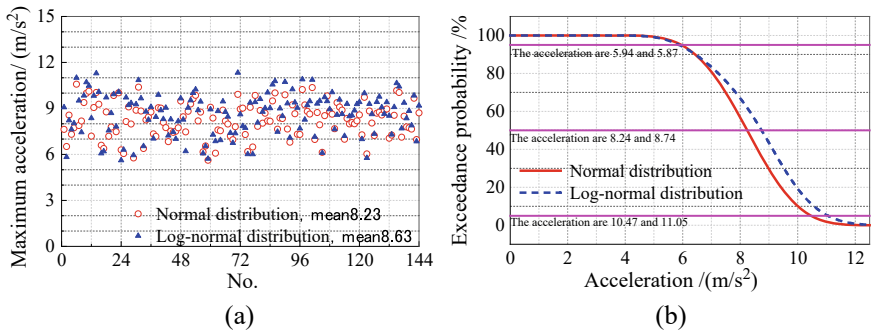 15
12
9
6
3
0
Maximum acceleration/ (m/s²)
Normal distribution, mean8.23
Log-normal distribution, mean8.63
0 24 48 72 96 120 144
No.
(a)
100
80
60
40
20
0
Exceedance probability /%
The acceleration are 5.94 and 5.87
The acceleration are 8.24 and 8.74
Normal distribution
Log-normal distribution
The acceleration are 10.47 and 11.05
0 2 4 6 8 10 12
Acceleration /(m/s²)
(b)